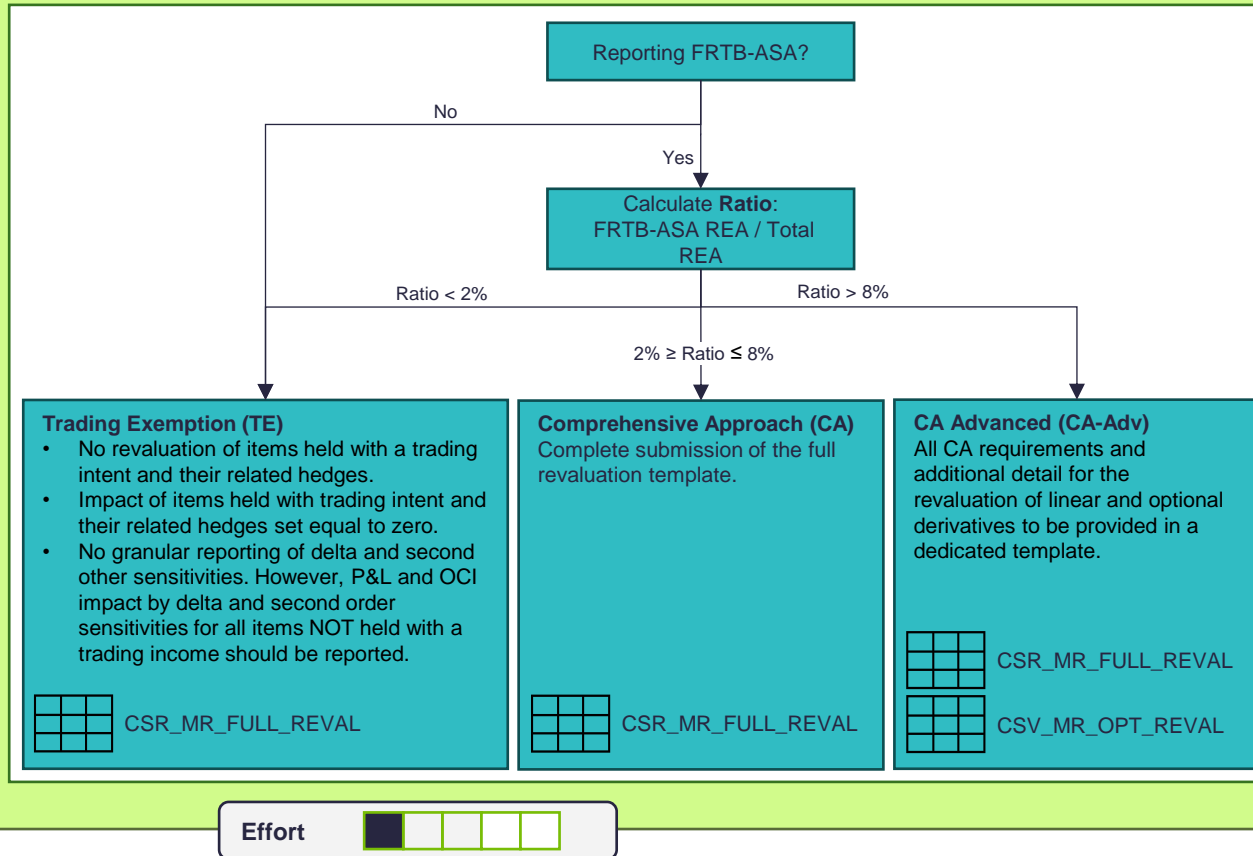 Reporting FRTB-ASA?
No
Yes
Calculate Ratio:
FRTB-ASA REA / Total
REA
Ratio < 2%
Ratio > 8%
2% ≥ Ratio ≤ 8%
Trading Exemption (TE)
• No revaluation of items held with a trading
intent and their related hedges.
• Impact of items held with trading intent and
their related hedges set equal to zero.
• No granular reporting of delta and second
other sensitivities. However, P&L and OCI
impact by delta and second order
sensitivities for all items NOT held with a
trading income should be reported.
CSR_MR_FULL_REVAL
Comprehensive Approach (CA)
Complete submission of the full
revaluation template.
CSR_MR_FULL_REVAL
CA Advanced (CA-Adv)
All CA requirements and
additional detail for the
revaluation of linear and optional
derivatives to be provided in a
dedicated template.
CSR_MR_FULL_REVAL
CSV_MR_OPT_REVAL
Effort